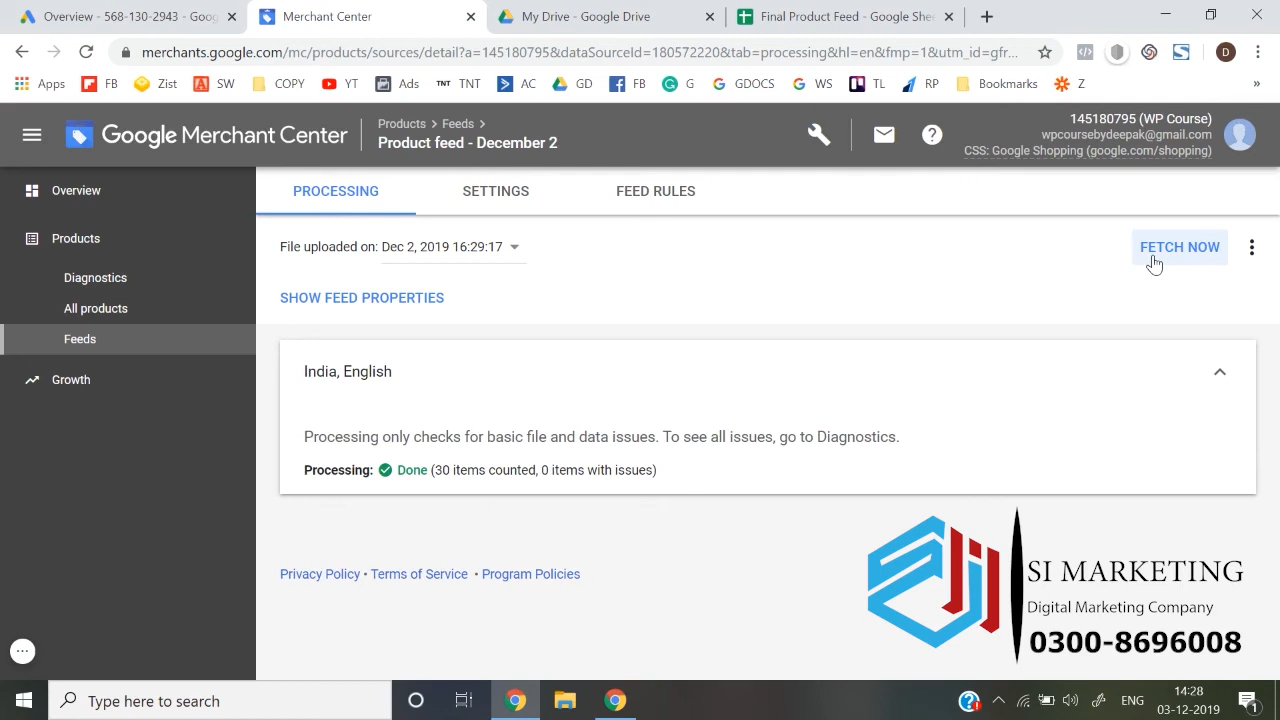 Overview - 568-130-2943 - Goog
Merchant Center
My Drive - Google Drive
Final Product Feed - Google Shee
merchants.google.com/mc/products/sources/detail?a=145180795&dataSourceId=180572220&tab=processing&hl=en&fmp=1&utm_id=gfr...
D
Apps FB Zist SW COPY YT Ads TNT TNT AC GD FB G GDOCS WS TL RP Bookmarks Z »
Google Merchant Center
Products > Feeds >
Product feed - December 2
145180795 (WP Course)
wpcoursebydeepak@gmail.com
CSS: Google Shopping (google.com/shopping)
Overview
Products
Diagnostics
All products
Feeds
Growth
PROCESSING SETTINGS FEED RULES
File uploaded on: Dec 2, 2019 16:29:17
FETCH NOW
SHOW FEED PROPERTIES
India, English
Processing only checks for basic file and data issues. To see all issues, go to Diagnostics.
Processing: Done (30 items counted, 0 items with issues)
Privacy Policy • Terms of Service • Program Policies
SI MARKETING
Digital Marketing Company
0300-8696008
Type here to search
ENG
14:28
03-12-2019
1